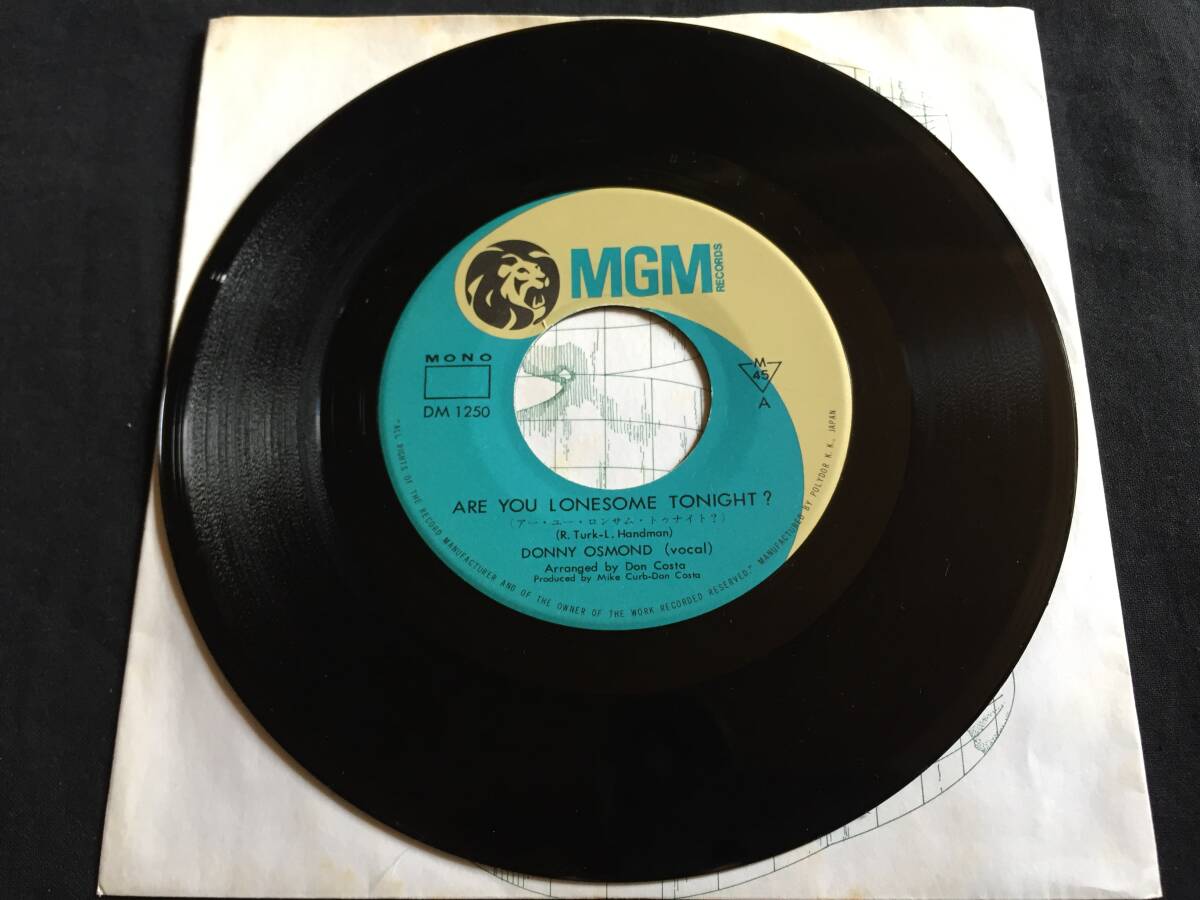 MGM
RECORDS
MONO
DM 1250
M
45
A
ARE YOU LONESOME TONIGHT?
(アー・ユー・ロンサム・トゥナイト?)
(R. Turk-L. Handman)
DONNY OSMOND (vocal)
Arranged by Don Costa
Produced by Mike Curb-Don Costa
"ALL RIGHTS OF THE RECORD MANUFACTURER AND OF THE OWNER OF THE WORK RECORDED RESERVED." MANUFACTURED BY POLYDOR K. K., JAPAN